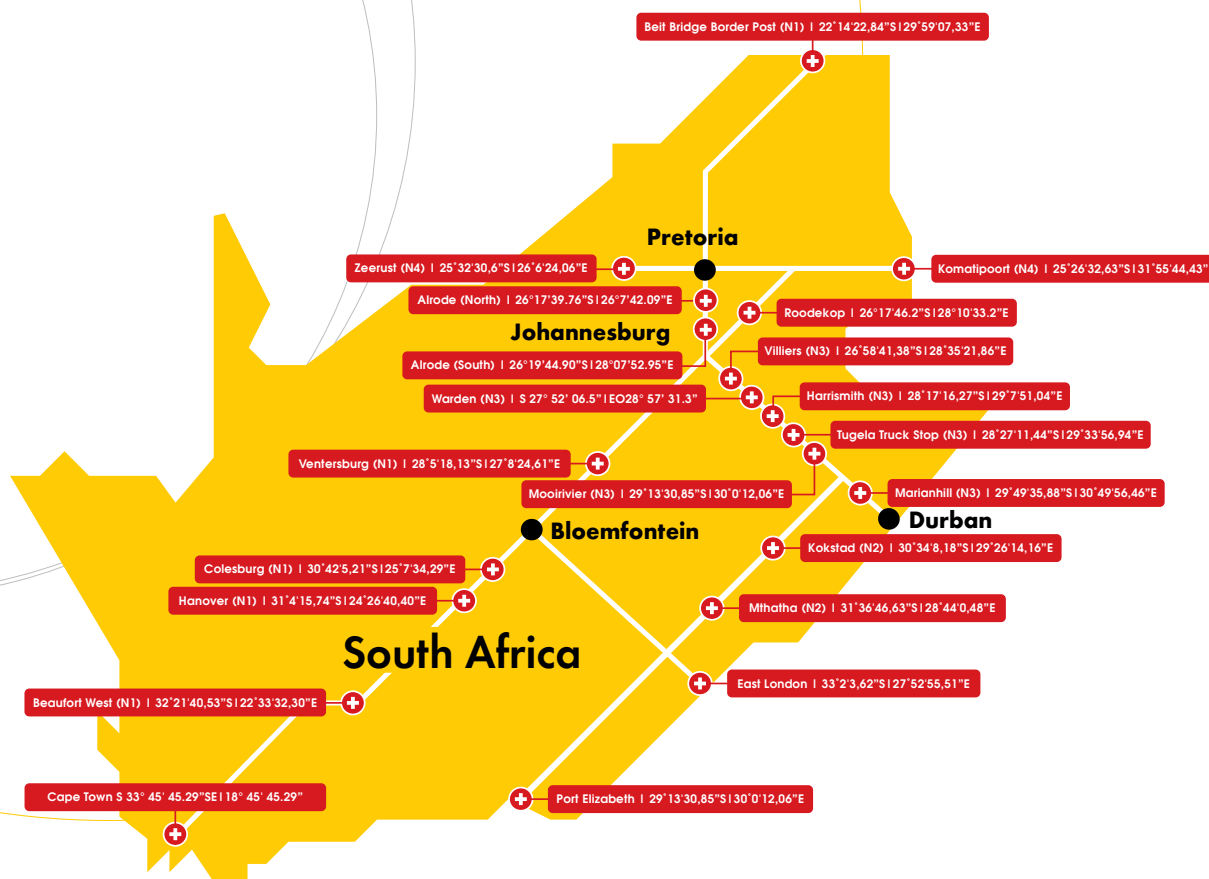 Beit Bridge Border Post (N1) | 22˚14'22,84”S|29˚59'07,33”E
Pretoria
Zeerust (N4) | 25˚32'30,6”S|26˚6'24,06”E
Komatipoort (N4) | 25˚26'32,63”S|31˚55'44,43”
Alrode (North) | 26°17'39.76”S|26°7'42.09”E
Roodekop | 26°17'46.2”S|28°10'33.2”E
Johannesburg
Villiers (N3) | 26˚58'41,38”S|28˚35'21,86”E
Alrode (South) | 26°19'44.90”S|28°07'52.95”E
Warden (N3) | S 27° 52’ 06.5”|EO28° 57’ 31.3”
Harrismith (N3) | 28˚17'16,27”S|29˚7'51,04”E
Tugela Truck Stop (N3) | 28˚27'11,44”S|29˚33'56,94”E
Ventersburg (N1) | 28˚5'18,13”S|27˚8'24,61”E
Mooirivier (N3) | 29˚13'30,85”S|30˚0'12,06”E
Marianhill (N3) | 29˚49'35,88”S|30˚49'56,46”E
Durban
Bloemfontein
Kokstad (N2) | 30˚34'8,18”S|29˚26'14,16”E
Colesburg (N1) | 30˚42'5,21”S|25˚7'34,29”E
Hanover (N1) | 31˚4'15,74”S|24˚26'40,40”E
Mthatha (N2) | 31˚36'46,63”S|28˚44'0,48”E
South Africa
East London | 33˚2'3,62”S|27˚52'55,51”E
Beaufort West (N1) | 32˚21'40,53”S|22˚33'32,30”E
Cape Town S 33° 45' 45.29”SE|18° 45' 45.29”
Port Elizabeth | 29˚13'30,85”S|30˚0'12,06”E